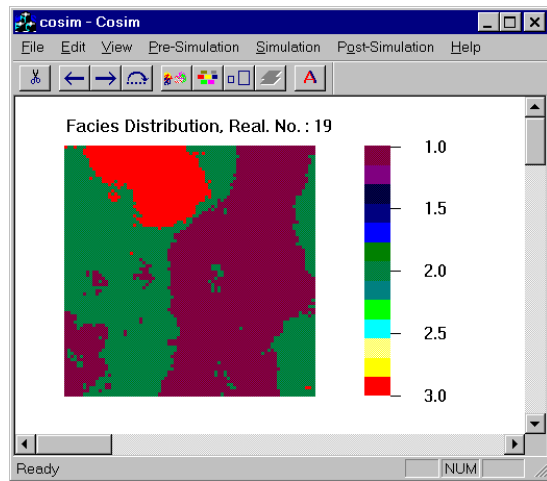 cosim - Cosim
File Edit View Pre-Simulation Simulation Post-Simulation Help
A
Facies Distribution, Real. No. : 19
1.0
1.5
2.0
2.5
3.0
Ready NUM